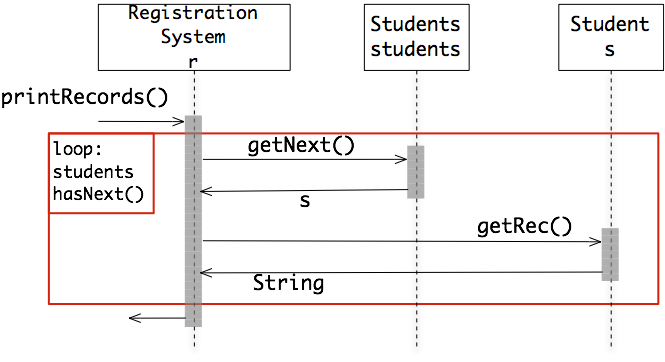 Registration
System
r
Students
students
Student
s
printRecords()
loop:
students
hasNext()
getNext()
s
getRec()
String